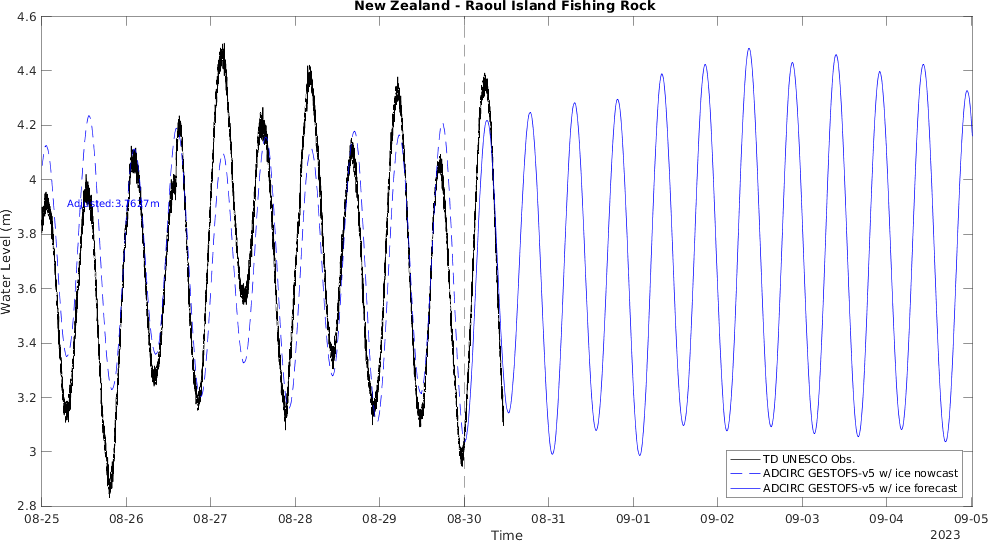 New Zealand - Raoul Island Fishing Rock
4.6
4.4
4.2
4
3.8
3.6
3.4
3.2
3
2.8
Water Level (m)
Adjusted:3.7627m
TD UNESCO Obs.
ADCIRC GESTOFS-v5 w/ ice nowcast
ADCIRC GESTOFS-v5 w/ ice forecast
08-25 08-26 08-27 08-28 08-29 08-30 08-31 09-01 09-02 09-03 09-04 09-05
Time
2023